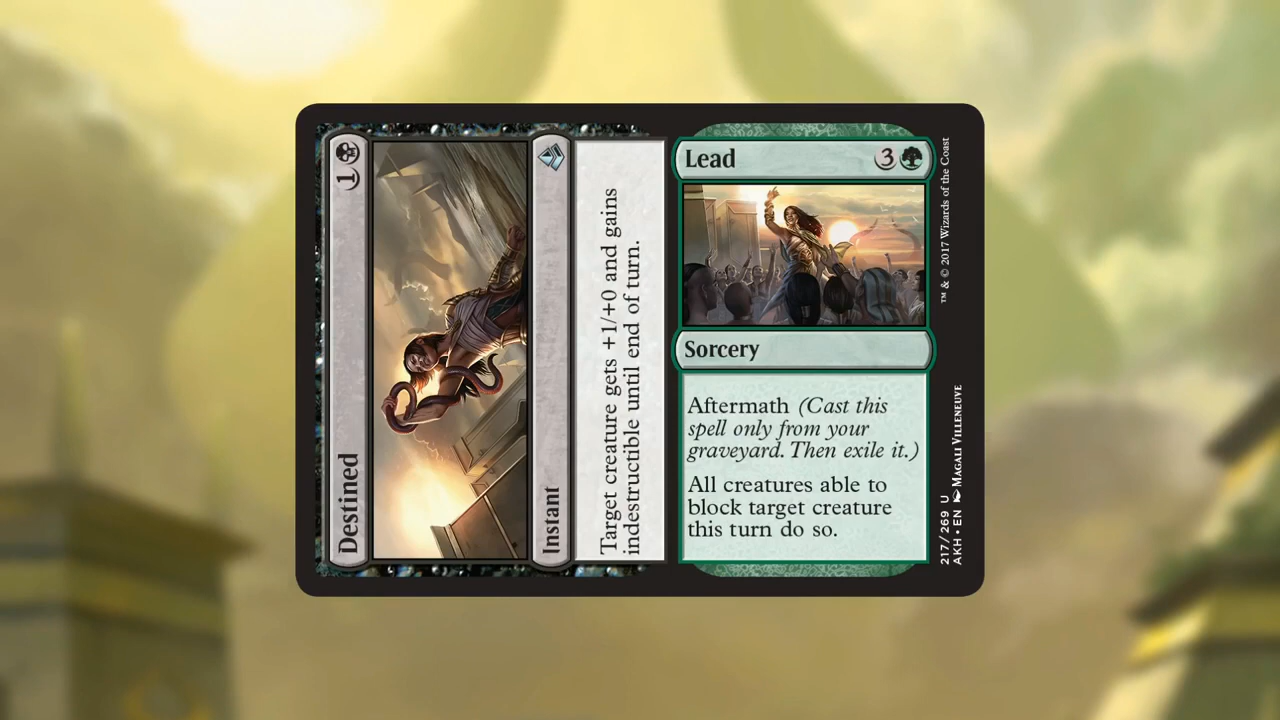 Destined
1
Instant
Target creature gets +1/+0 and gains
indestructible until end of turn.
Lead
3
Sorcery
Aftermath (Cast this
spell only from your
graveyard. Then exile it.)
All creatures able to
block target creature
this turn do so.
217/269 U
AKH • EN Magali Villeneuve
™ & © 2017 Wizards of the Coast